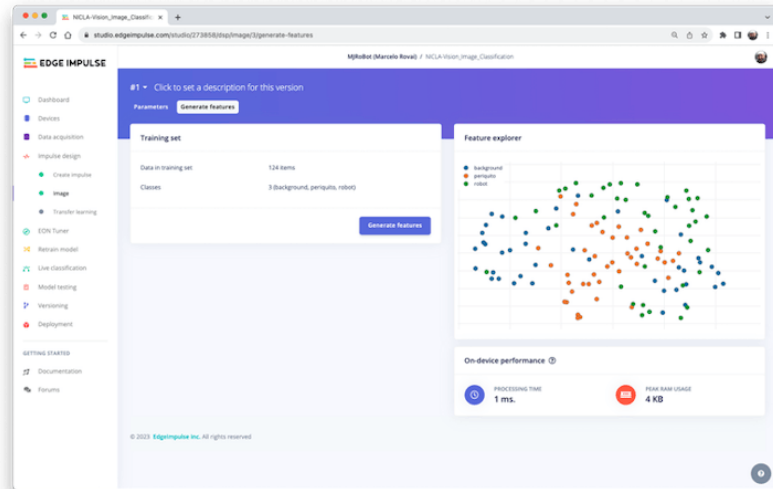 NICLA-Vision_Image_Classific
studio.edgeimpulse.com/studio/273858/dsp/image/3/generate-features
EDGE IMPULSE
MJRoBot (Marcelo Rovai) / NICLA-Vision_Image_Classification
#1 Click to set a description for this version
Parameters Generate features
Dashboard
Devices
Data acquisition
Impulse design
Create impulse
Image
Transfer learning
EON Tuner
Retrain model
Live classification
Model testing
Versioning
Deployment
GETTING STARTED
Documentation
Forums
Training set
Data in training set 124 items
Classes 3 (background, periquito, robot)
Generate features
Feature explorer
background
periquito
robot
On-device performance
PROCESSING TIME
1 ms.
PEAK RAM USAGE
4 KB
© 2023 EdgeImpulse Inc. All rights reserved